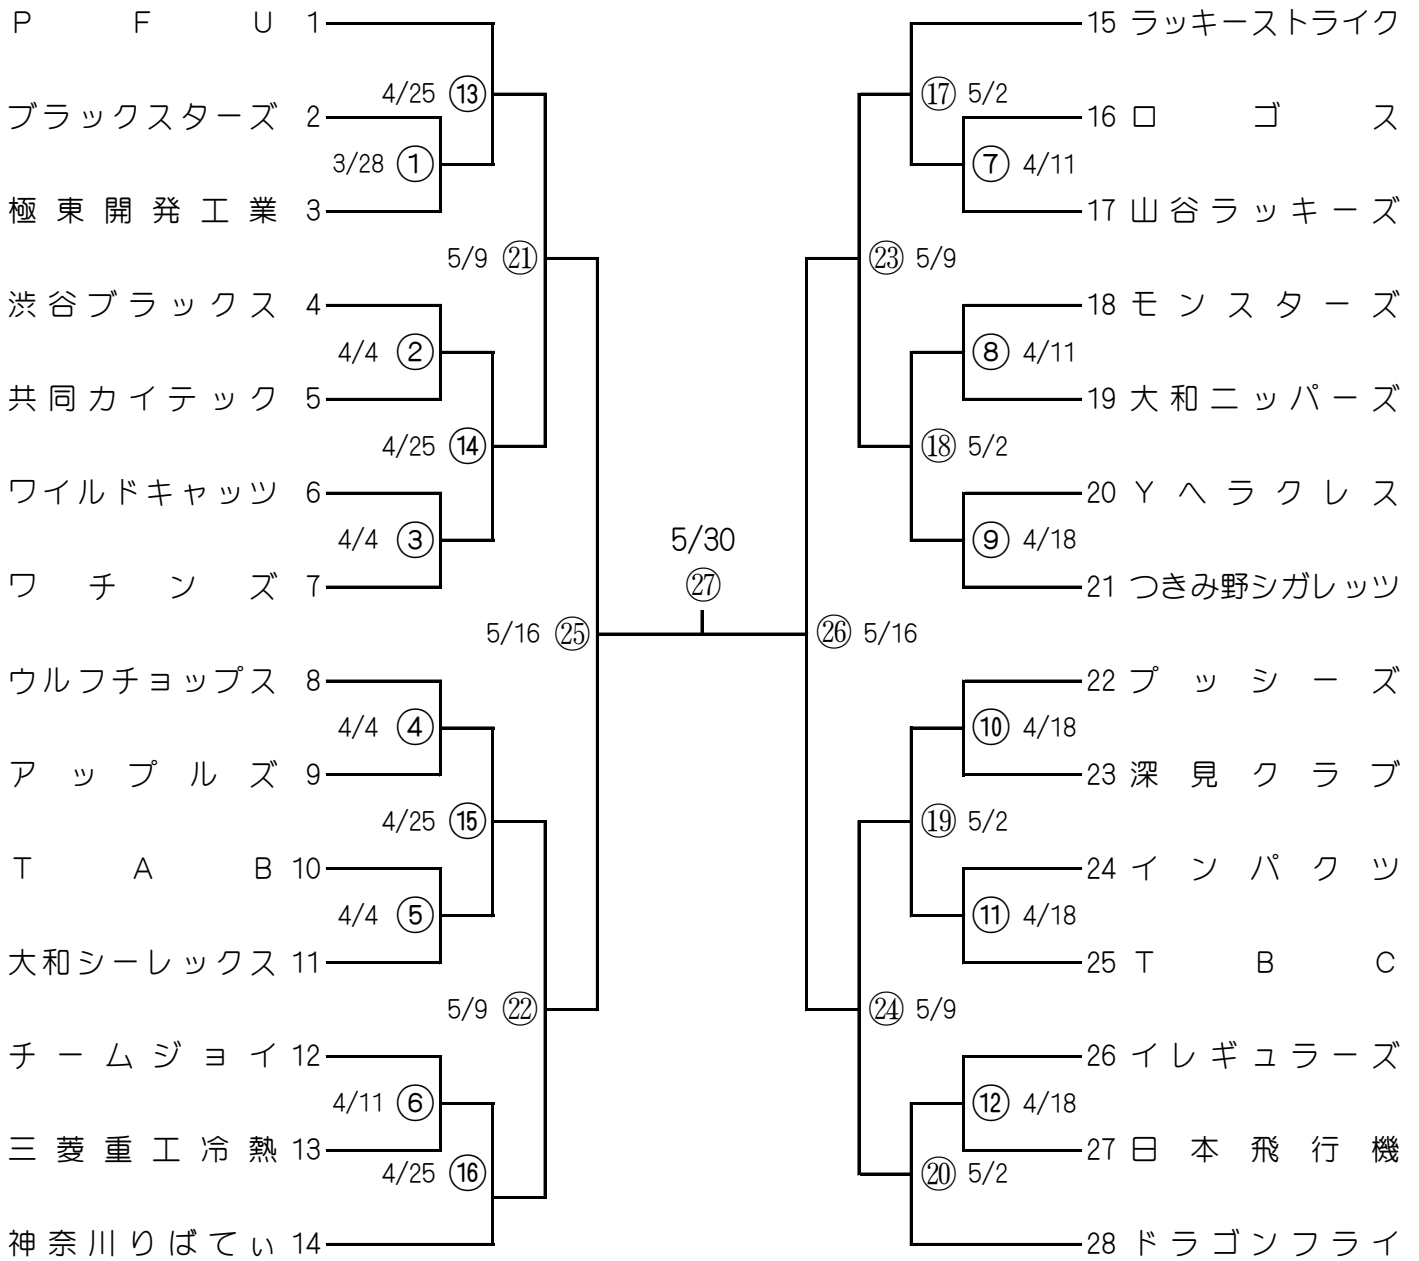 PFU 1
4/25 ⑬
ブラックスターズ 2
3/28 ①
極東開発工業 3
5/9 ㉑
渋谷ブラックス 4
4/4 ②
共同カイテック 5
4/25 ⑭
ワイルドキャッツ 6
4/4 ③
ワチンズ 7
5/16 ㉕
ウルフチョップス 8
4/4 ④
アップルズ 9
4/25 ⑮
TAB 10
4/4 ⑤
大和シーレックス 11
5/9 ㉒
チームジョイ 12
4/11 ⑥
三菱重工冷熱 13
4/25 ⑯
神奈川りばてぃ 14
5/30
㉗
15 ラッキーストライク
⑰ 5/2
16 ロゴス
⑦ 4/11
17 山谷ラッキーズ
㉓ 5/9
18 モンスターズ
⑧ 4/11
19 大和ニッパーズ
⑱ 5/2
20 Yヘラクレス
⑨ 4/18
21 つきみ野シガレッツ
㉖ 5/16
22 プッシーズ
⑩ 4/18
23 深見クラブ
⑲ 5/2
24 インパクツ
⑪ 4/18
25 TBC
㉔ 5/9
26 イレギュラーズ
⑫ 4/18
27 日本飛行機
⑳ 5/2
28 ドラゴンフライ